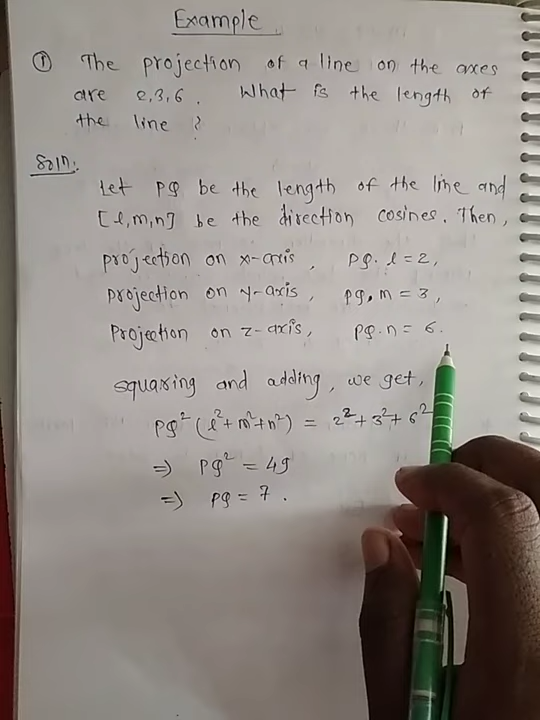 Example
① The projection of a line on the axes
are 2,3,6. What is the length of
the line?
Soln:
Let PQ be the length of the line and
[l,m,n] be the direction cosines. Then,
projection on x-axis, PQ. l = 2,
projection on y-axis, PQ. m = 3,
Projection on z-axis, PQ. n = 6.
squaring and adding, we get,
PQ² (l²+m²+n²) = 2²+3²+6²
=> PQ² = 49
=> PQ = 7.